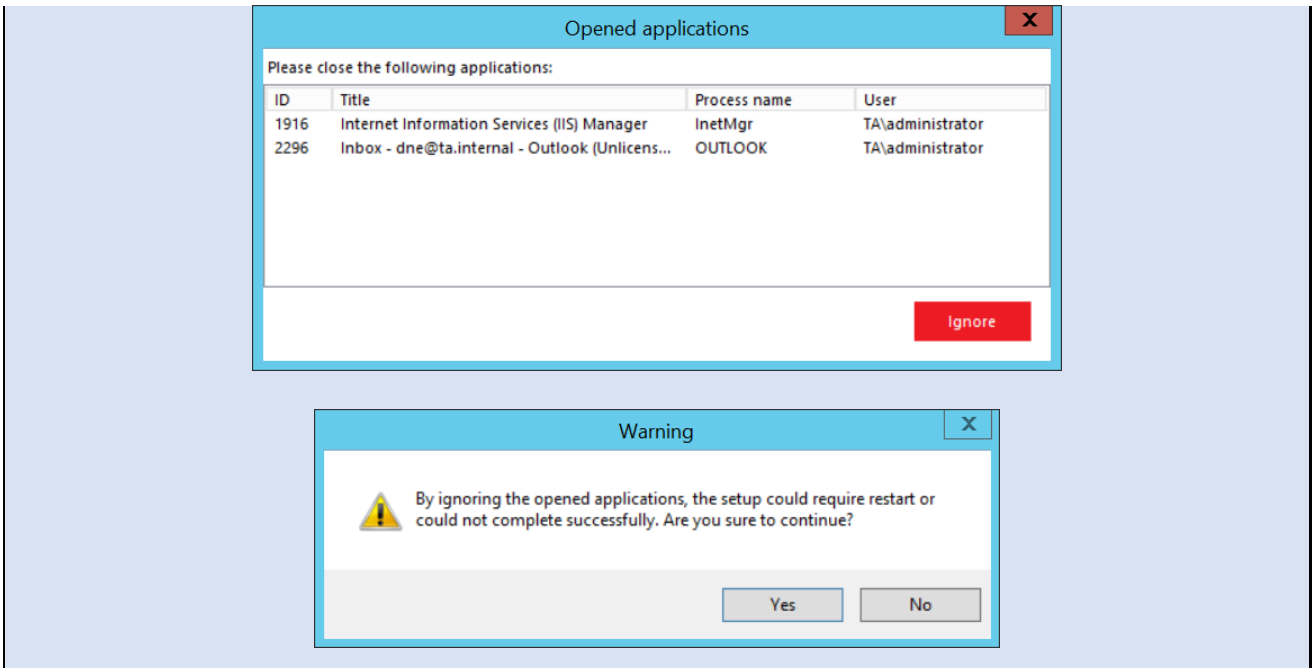 Opened applications
X
Please close the following applications:
ID Title Process name User
1916 Internet Information Services (IIS) Manager InetMgr TA\administrator
2296 Inbox - dne@ta.internal - Outlook (Unlicens... OUTLOOK TA\administrator
Ignore
Warning
X
By ignoring the opened applications, the setup could require restart or
could not complete successfully. Are you sure to continue?
Yes No